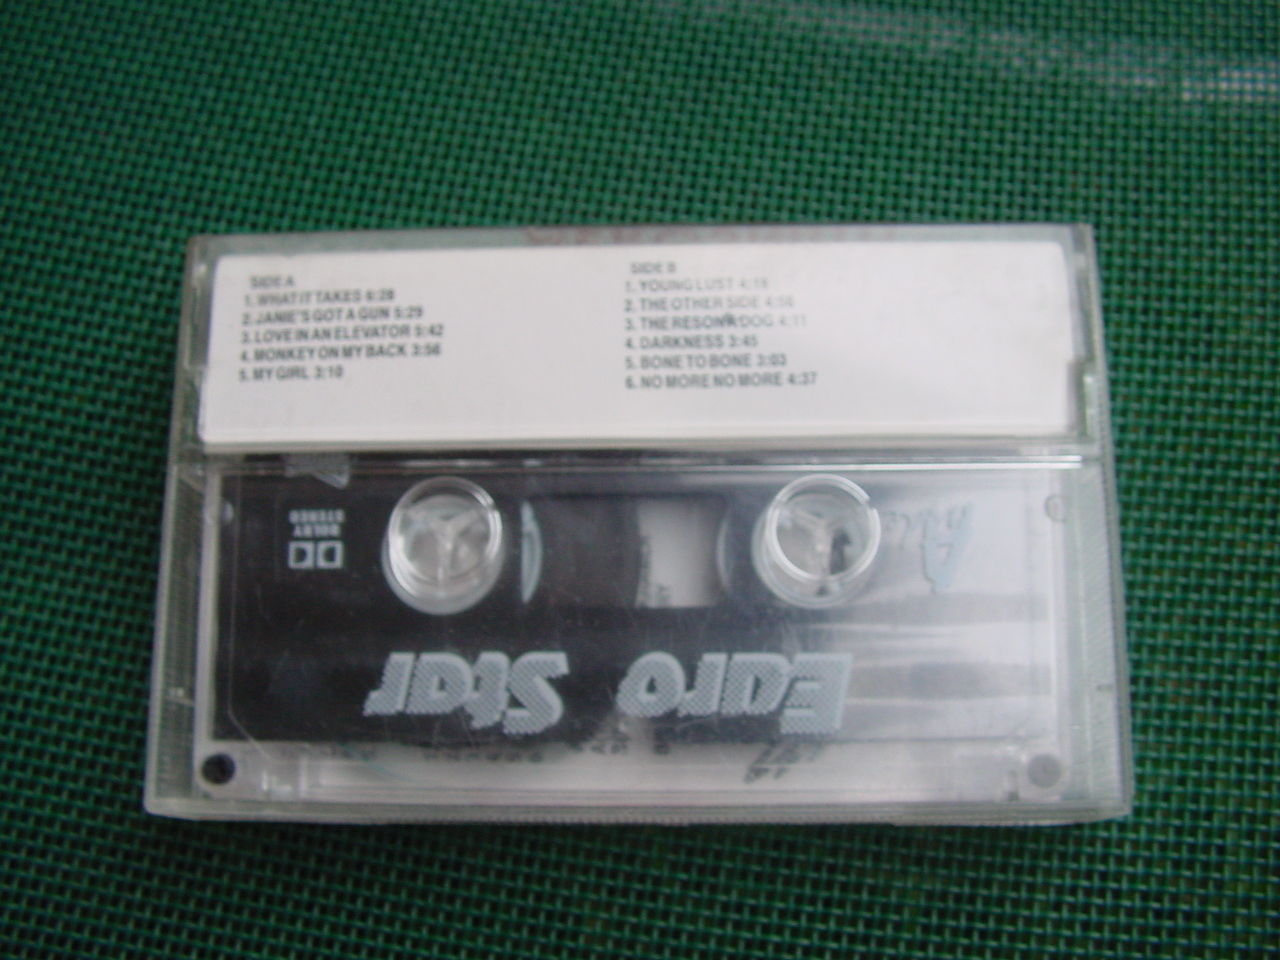 SIDE A
1. WHAT IT TAKES 6:28
2. JANIE'S GOT A GUN 5:29
3. LOVE IN AN ELEVATOR 5:42
4. MONKEY ON MY BACK 3:56
5. MY GIRL 3:10
SIDE B
1. YOUNG LUST 4:18
2. THE OTHER SIDE 4:56
3. THE RESON A DOG 4:11
4. DARKNESS 3:45
5. BONE TO BONE 3:03
6. NO MORE NO MORE 4:37
A
DOLBY
STEREO
Euro Star